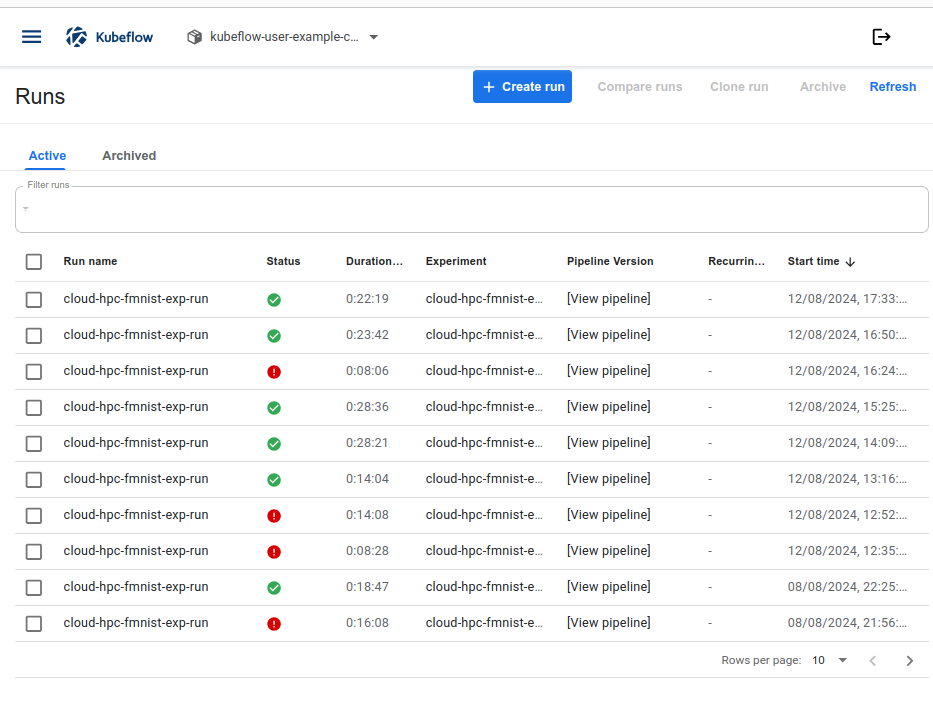 Kubeflow kubeflow-user-example-c...
Runs + Create run Compare runs Clone run Archive Refresh
Active Archived
Filter runs
Run name Status Duration... Experiment Pipeline Version Recurrin... Start time
cloud-hpc-fmnist-exp-run 0:22:19 cloud-hpc-fmnist-e... [View pipeline] - 12/08/2024, 17:33:...
cloud-hpc-fmnist-exp-run 0:23:42 cloud-hpc-fmnist-e... [View pipeline] - 12/08/2024, 16:50:...
cloud-hpc-fmnist-exp-run 0:08:06 cloud-hpc-fmnist-e... [View pipeline] - 12/08/2024, 16:24:...
cloud-hpc-fmnist-exp-run 0:28:36 cloud-hpc-fmnist-e... [View pipeline] - 12/08/2024, 15:25:...
cloud-hpc-fmnist-exp-run 0:28:21 cloud-hpc-fmnist-e... [View pipeline] - 12/08/2024, 14:09:...
cloud-hpc-fmnist-exp-run 0:14:04 cloud-hpc-fmnist-e... [View pipeline] - 12/08/2024, 13:16:...
cloud-hpc-fmnist-exp-run 0:14:08 cloud-hpc-fmnist-e... [View pipeline] - 12/08/2024, 12:52:...
cloud-hpc-fmnist-exp-run 0:08:28 cloud-hpc-fmnist-e... [View pipeline] - 12/08/2024, 12:35:...
cloud-hpc-fmnist-exp-run 0:18:47 cloud-hpc-fmnist-e... [View pipeline] - 08/08/2024, 22:25:...
cloud-hpc-fmnist-exp-run 0:16:08 cloud-hpc-fmnist-e... [View pipeline] - 08/08/2024, 21:56:...
Rows per page: 10